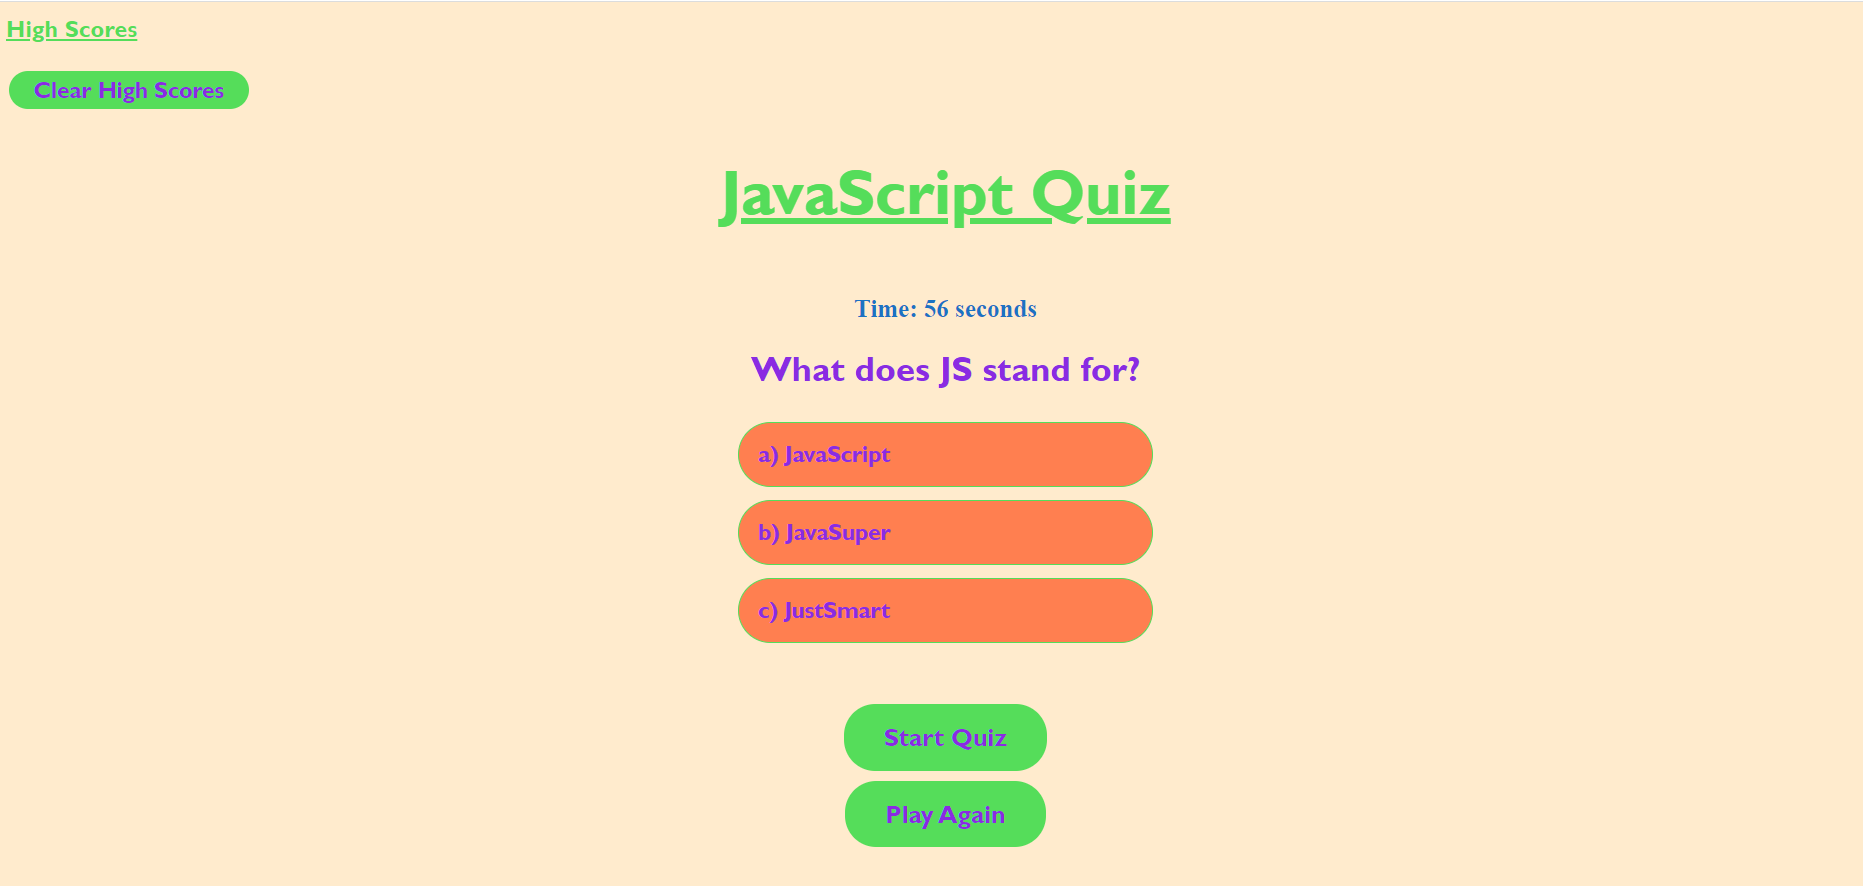 High Scores
Clear High Scores
JavaScript Quiz
Time: 56 seconds
What does JS stand for?
a) JavaScript
b) JavaSuper
c) JustSmart
Start Quiz
Play Again